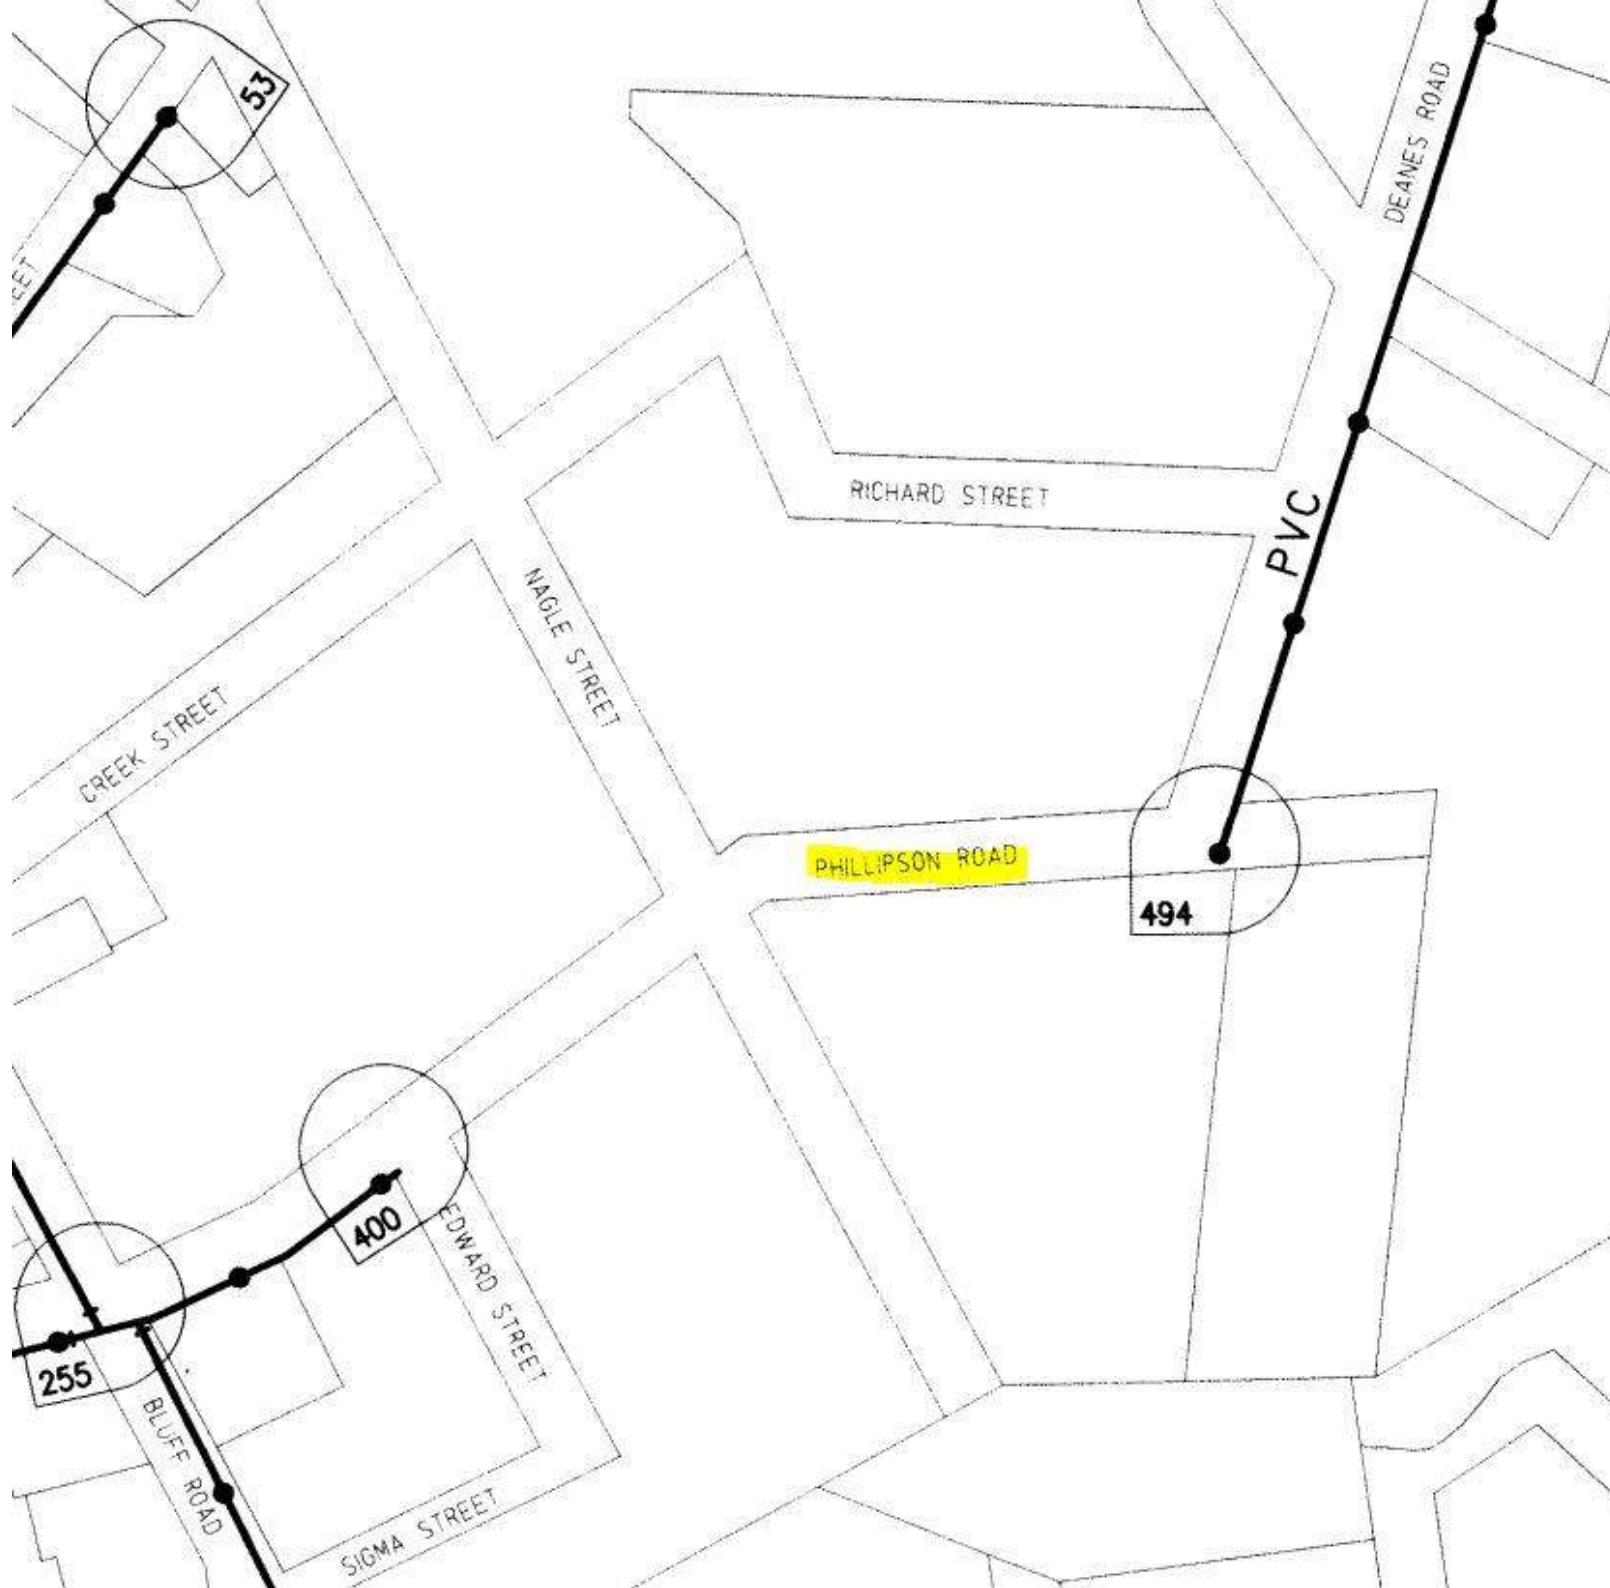 53
DEANES ROAD
EET
RICHARD STREET
PVC
NAGLE STREET
CREEK STREET
PHILLIPSON ROAD
494
400
EDWARD STREET
255
BLUFF ROAD
SIGMA STREET